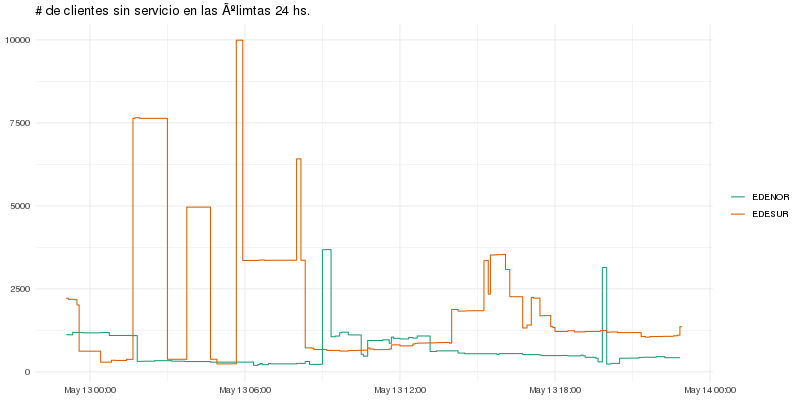 # de clientes sin servicio en las Ãºlimtas 24 hs.
10000
7500
5000
2500
0
May 13 00:00
May 13 06:00
May 13 12:00
May 13 18:00
May 14 00:00
EDENOR
EDESUR